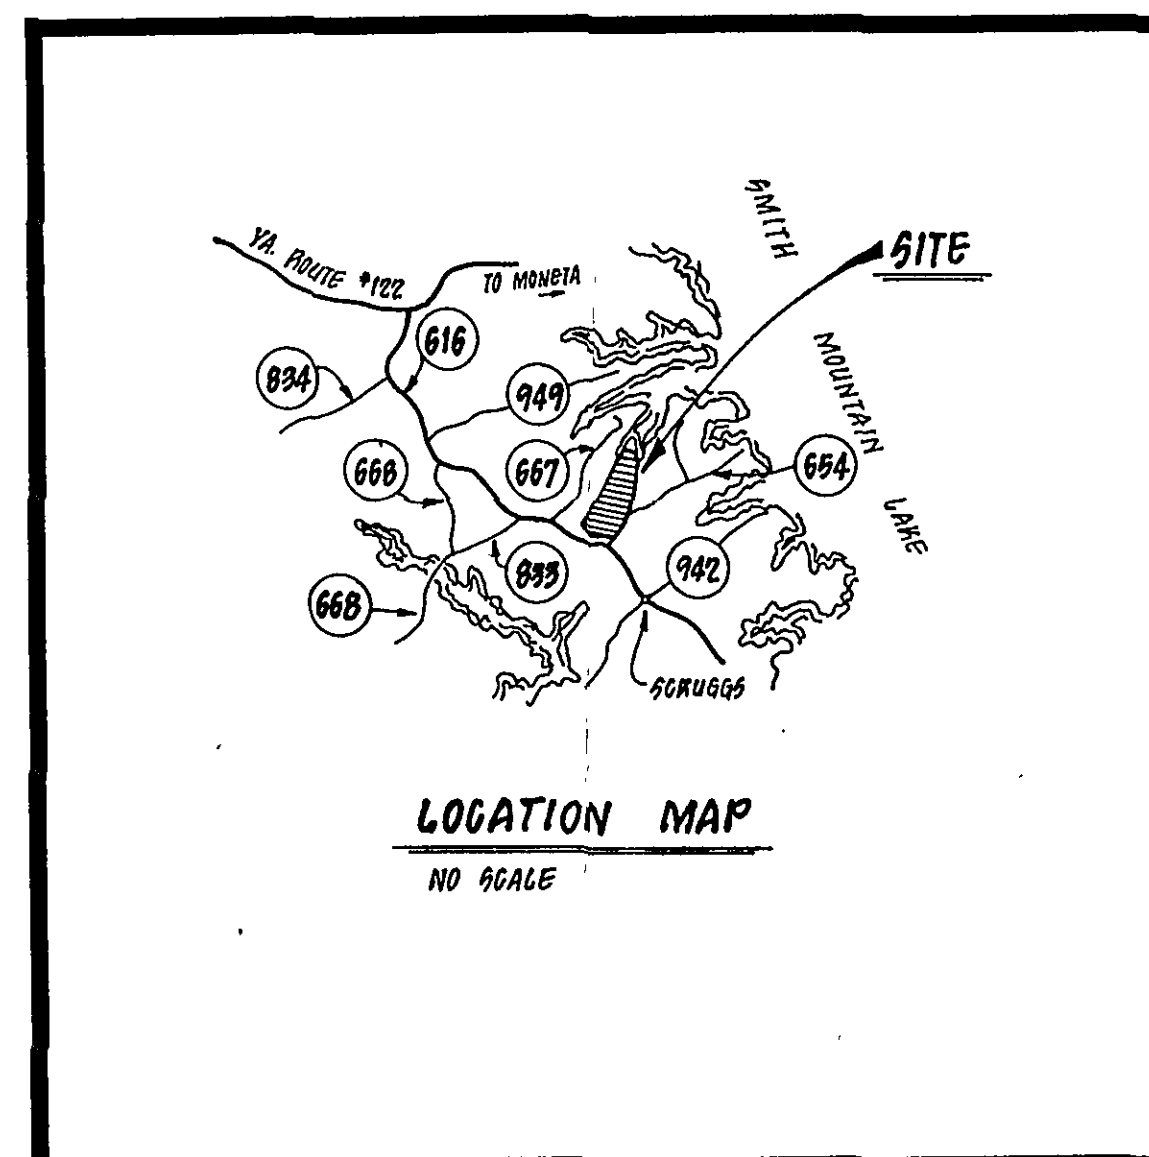 SMITH
SITE
VA. ROUTE #122
TO MONETA
616
MOUNTAIN
834
949
668
667
654
LAKE
833
942
668
SCRUGGS
LOCATION MAP
NO SCALE